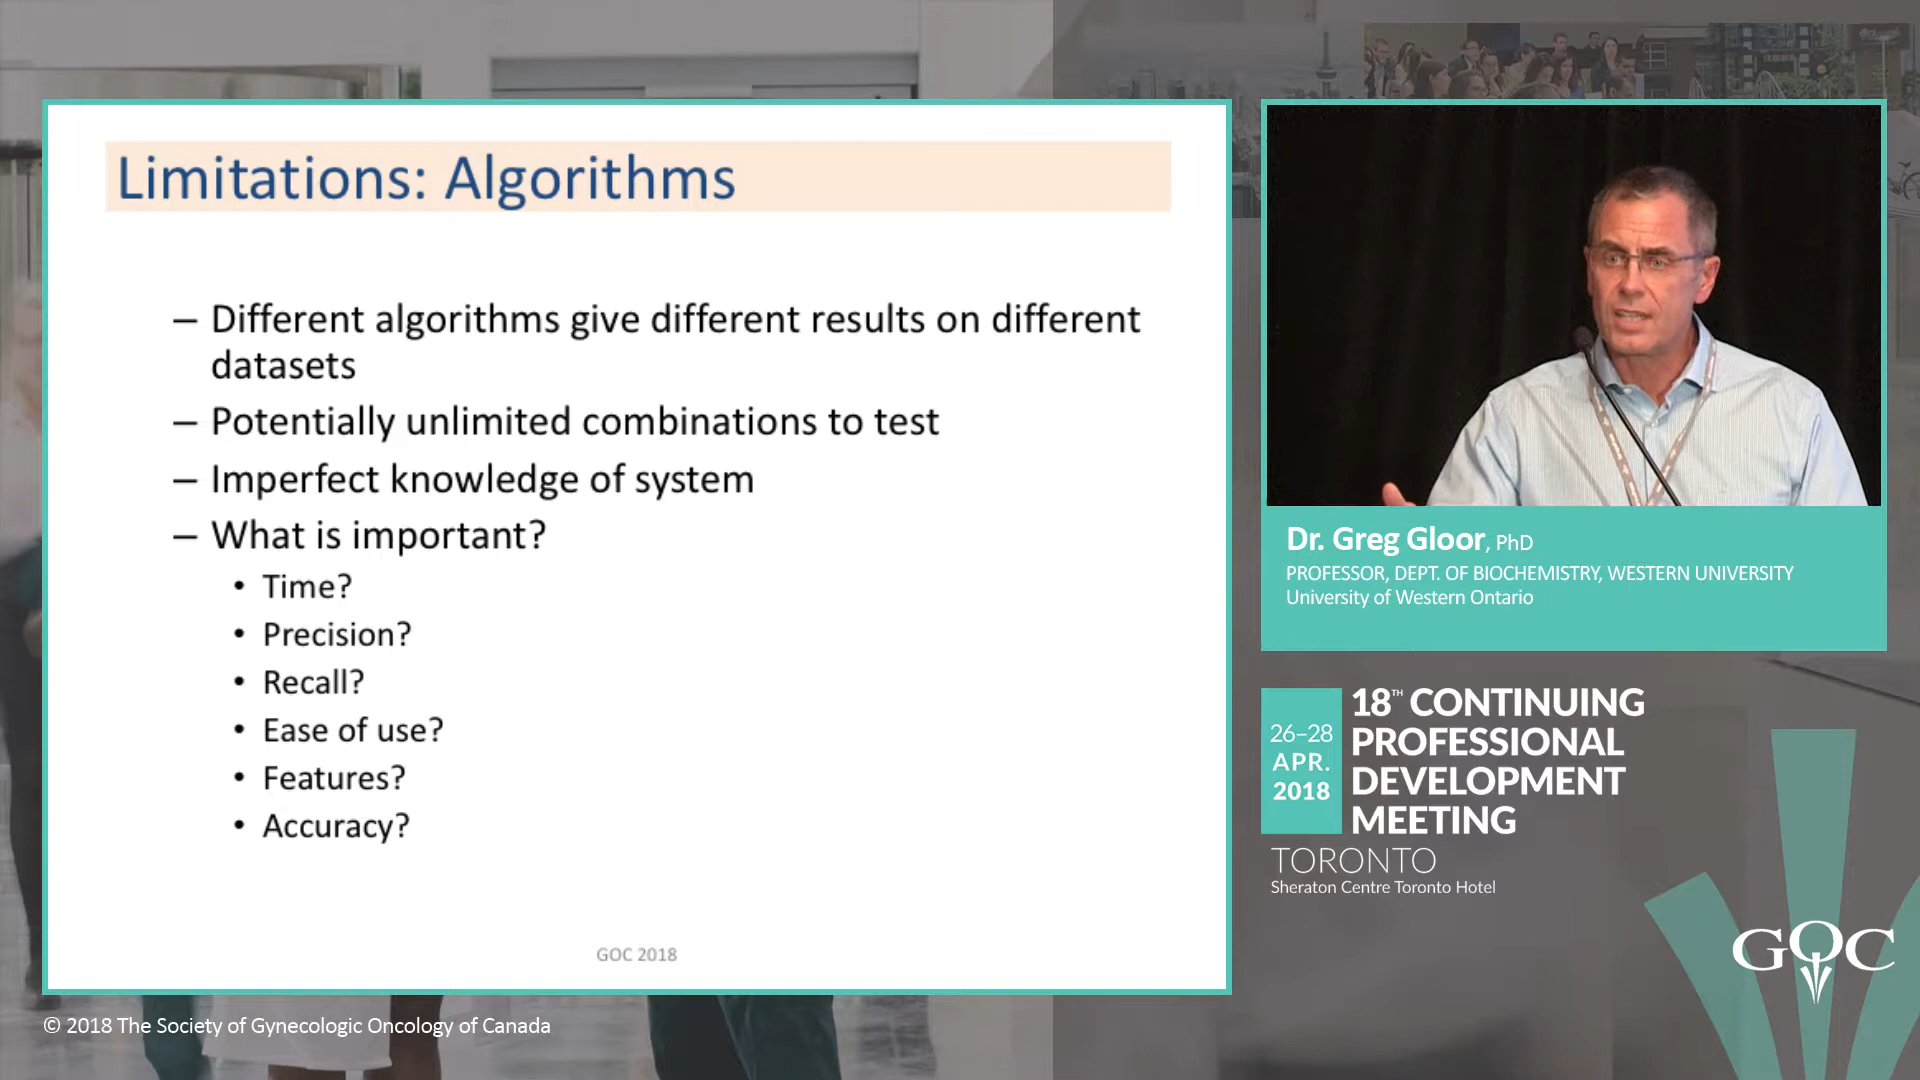 Limitations: Algorithms
– Different algorithms give different results on different
datasets
– Potentially unlimited combinations to test
– Imperfect knowledge of system
– What is important?
• Time?
• Precision?
• Recall?
• Ease of use?
• Features?
• Accuracy?
GOC 2018
Dr. Greg Gloor, PhD
PROFESSOR, DEPT. OF BIOCHEMISTRY, WESTERN UNIVERSITY
University of Western Ontario
26–28
APR.
2018
18TH CONTINUING
PROFESSIONAL
DEVELOPMENT
MEETING
TORONTO
Sheraton Centre Toronto Hotel
GOC
© 2018 The Society of Gynecologic Oncology of Canada